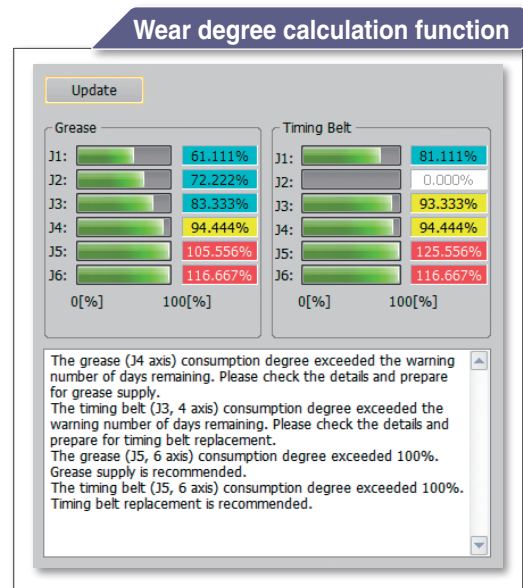 Wear degree calculation function
Update
Grease
J1: 61.111%
J2: 72.222%
J3: 83.333%
J4: 94.444%
J5: 105.556%
J6: 116.667%
0[%] 100[%]
Timing Belt
J1: 81.111%
J2: 0.000%
J3: 93.333%
J4: 94.444%
J5: 125.556%
J6: 116.667%
0[%] 100[%]
The grease (J4 axis) consumption degree exceeded the warning
number of days remaining. Please check the details and prepare
for grease supply.
The timing belt (J3, 4 axis) consumption degree exceeded the
warning number of days remaining. Please check the details and
prepare for timing belt replacement.
The grease (J5, 6 axis) consumption degree exceeded 100%.
Grease supply is recommended.
The timing belt (J5, 6 axis) consumption degree exceeded 100%.
Timing belt replacement is recommended.